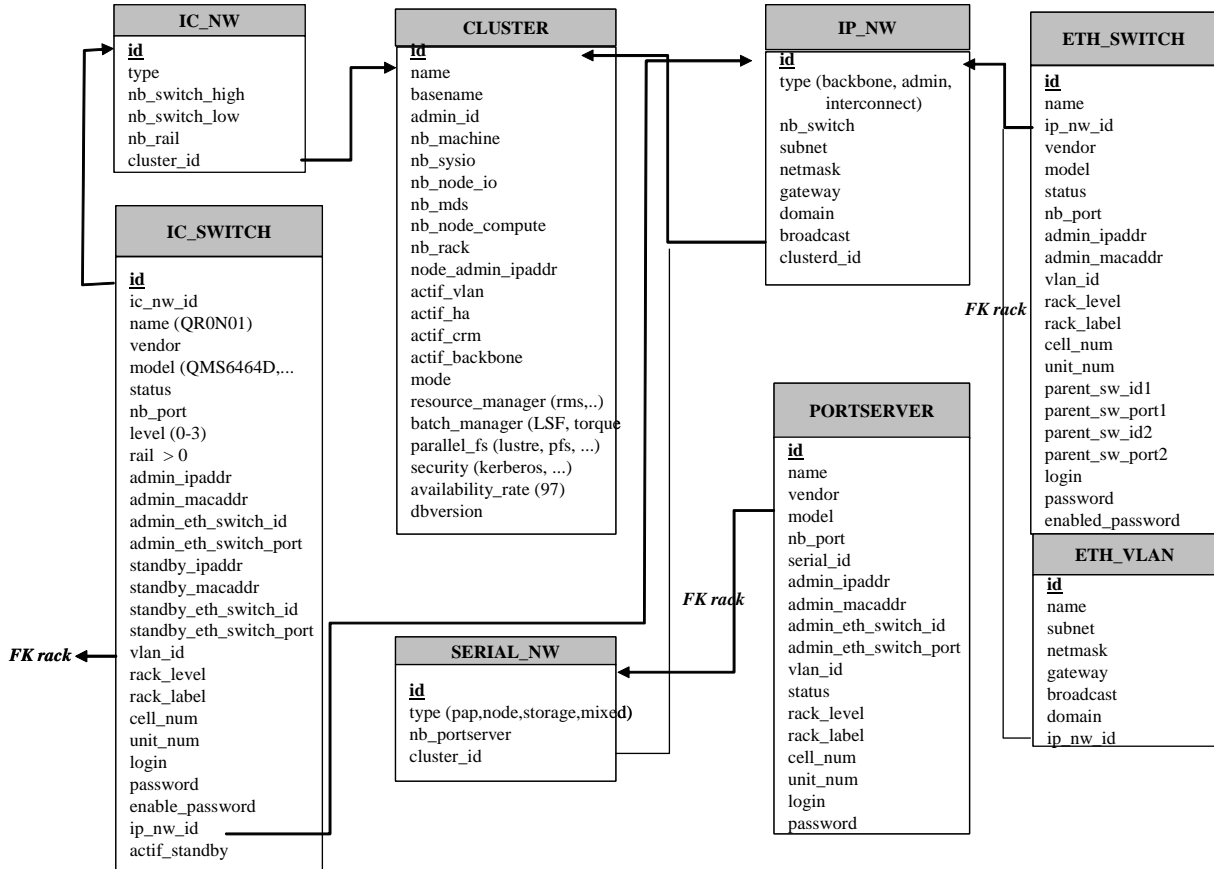 IC_NW
id
type
nb_switch_high
nb_switch_low
nb_rail
cluster_id
CLUSTER
id
name
basename
admin_id
nb_machine
nb_sysio
nb_node_io
nb_mds
nb_node_compute
nb_rack
node_admin_ipaddr
actif_vlan
actif_ha
actif_crm
actif_backbone
mode
resource_manager (rms,..)
batch_manager (LSF, torque
parallel_fs (lustre, pfs, ...)
security (kerberos, ...)
availability_rate (97)
dbversion
IP_NW
id
type (backbone, admin,
interconnect)
nb_switch
subnet
netmask
gateway
domain
broadcast
clusterd_id
ETH_SWITCH
id
name
ip_nw_id
vendor
model
status
nb_port
admin_ipaddr
admin_macaddr
vlan_id
rack_level
rack_label
cell_num
unit_num
parent_sw_id1
parent_sw_port1
parent_sw_id2
parent_sw_port2
login
password
enabled_password
FK rack
IC_SWITCH
id
ic_nw_id
name (QR0N01)
vendor
model (QMS6464D,...
status
nb_port
level (0-3)
rail > 0
admin_ipaddr
admin_macaddr
admin_eth_switch_id
admin_eth_switch_port
standby_ipaddr
standby_macaddr
standby_eth_switch_id
standby_eth_switch_port
vlan_id
rack_level
rack_label
cell_num
unit_num
login
password
enable_password
ip_nw_id
actif_standby
FK rack
SERIAL_NW
id
type (pap,node,storage,mixed)
nb_portserver
cluster_id
FK rack
PORTSERVER
id
name
vendor
model
nb_port
serial_id
admin_ipaddr
admin_macaddr
admin_eth_switch_id
admin_eth_switch_port
vlan_id
status
rack_level
rack_label
cell_num
unit_num
login
password
ETH_VLAN
id
name
subnet
netmask
gateway
broadcast
domain
ip_nw_id